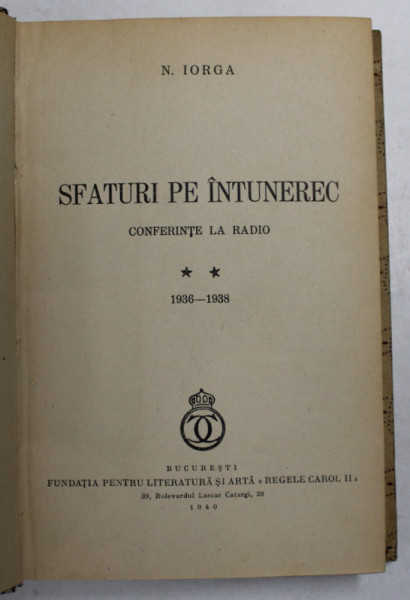 N. IORGA
SFATURI PE ÎNTUNEREC
CONFERINȚE LA RADIO
★ ★
1936—1938
BUCUREȘTI
FUNDAȚIA PENTRU LITERATURĂ ȘI ARTĂ «REGELE CAROL II»
39, Bulevardul Lascar Catargi, 39
1940